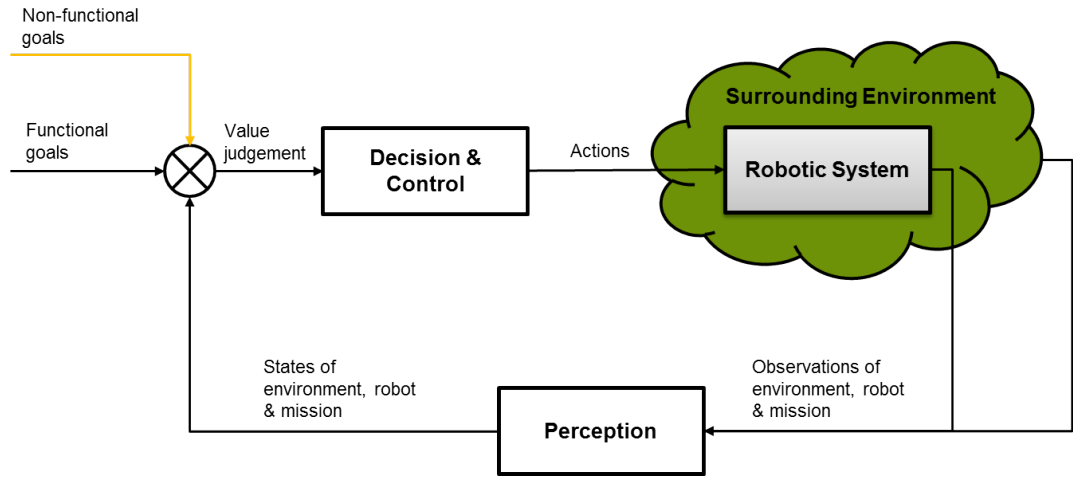 Non-functional
goals
Functional
goals
Value
judgement
Decision &
Control
Actions
Surrounding Environment
Robotic System
States of
environment, robot
& mission
Perception
Observations of
environment, robot
& mission